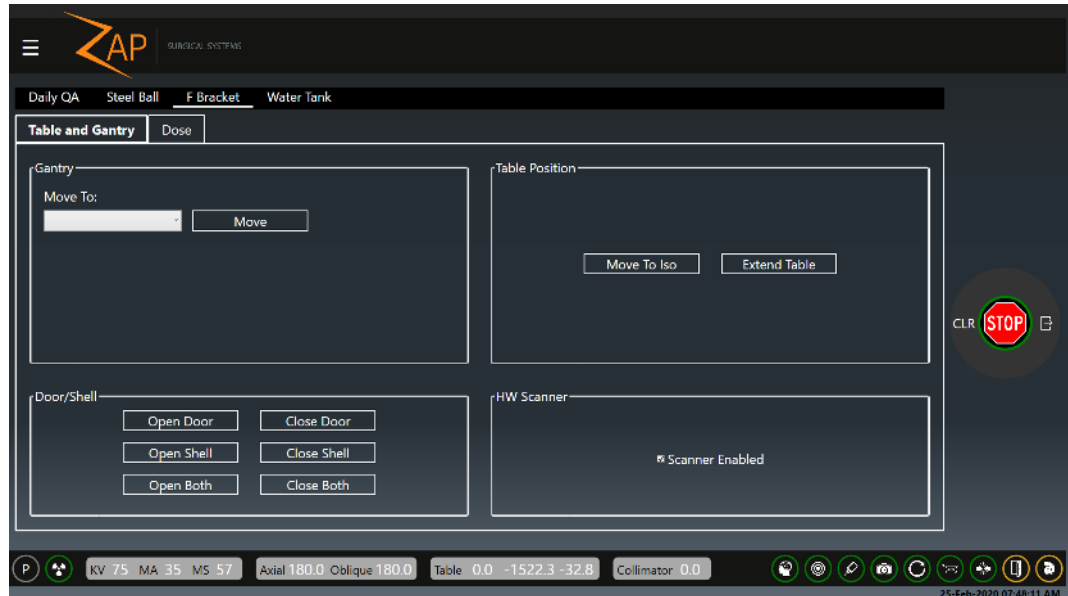 ZAP SURGICAL SYSTEMS
Daily QA Steel Ball F Bracket Water Tank
Table and Gantry Dose
Gantry
Move To:
Move
Table Position
Move To Iso Extend Table
CLR STOP
Door/Shell
Open Door Close Door
Open Shell Close Shell
Open Both Close Both
HW Scanner
Scanner Enabled
P KV 75 MA 35 MS 57 Axial 180.0 Oblique 180.0 Table 0.0 -1522.3 -32.8 Collimator 0.0
25-Feb-2020 07:48:11 AM